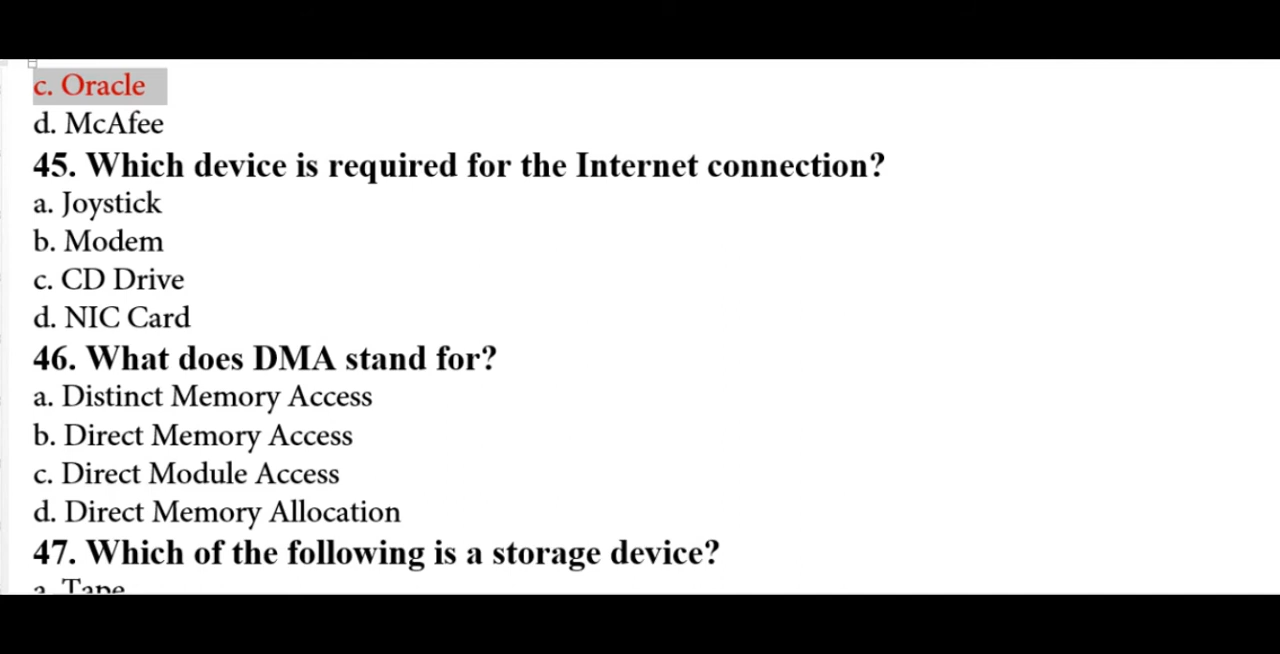 c. Oracle
d. McAfee
45. Which device is required for the Internet connection?
a. Joystick
b. Modem
c. CD Drive
d. NIC Card
46. What does DMA stand for?
a. Distinct Memory Access
b. Direct Memory Access
c. Direct Module Access
d. Direct Memory Allocation
47. Which of the following is a storage device?
a. Tape